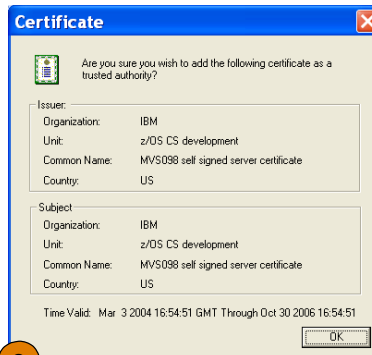 Certificate
Are you sure you wish to add the following certificate as a
trusted authority?
Issuer:
Organization: IBM
Unit: z/OS CS development
Common Name: MVS098 self signed server certificate
Country: US
Subject
Organization: IBM
Unit: z/OS CS development
Common Name: MVS098 self signed server certificate
Country: US
Time Valid: Mar 3 2004 16:54:51 GMT Through Oct 30 2006 16:54:51
OK